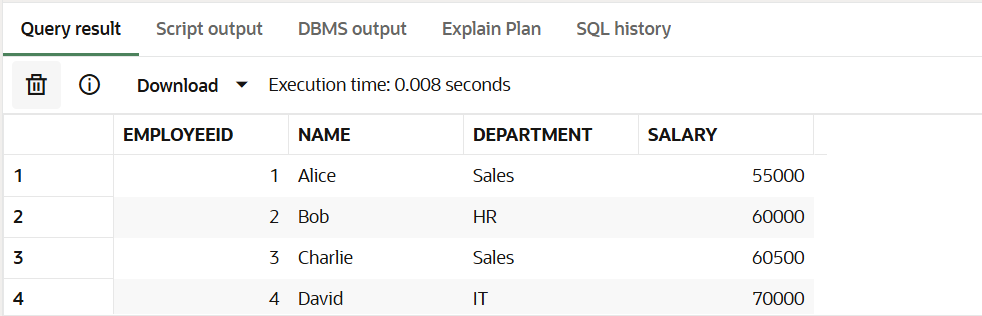 Query result Script output DBMS output Explain Plan SQL history
Download Execution time: 0.008 seconds
EMPLOYEEID NAME DEPARTMENT SALARY
1 1 Alice Sales 55000
2 2 Bob HR 60000
3 3 Charlie Sales 60500
4 4 David IT 70000